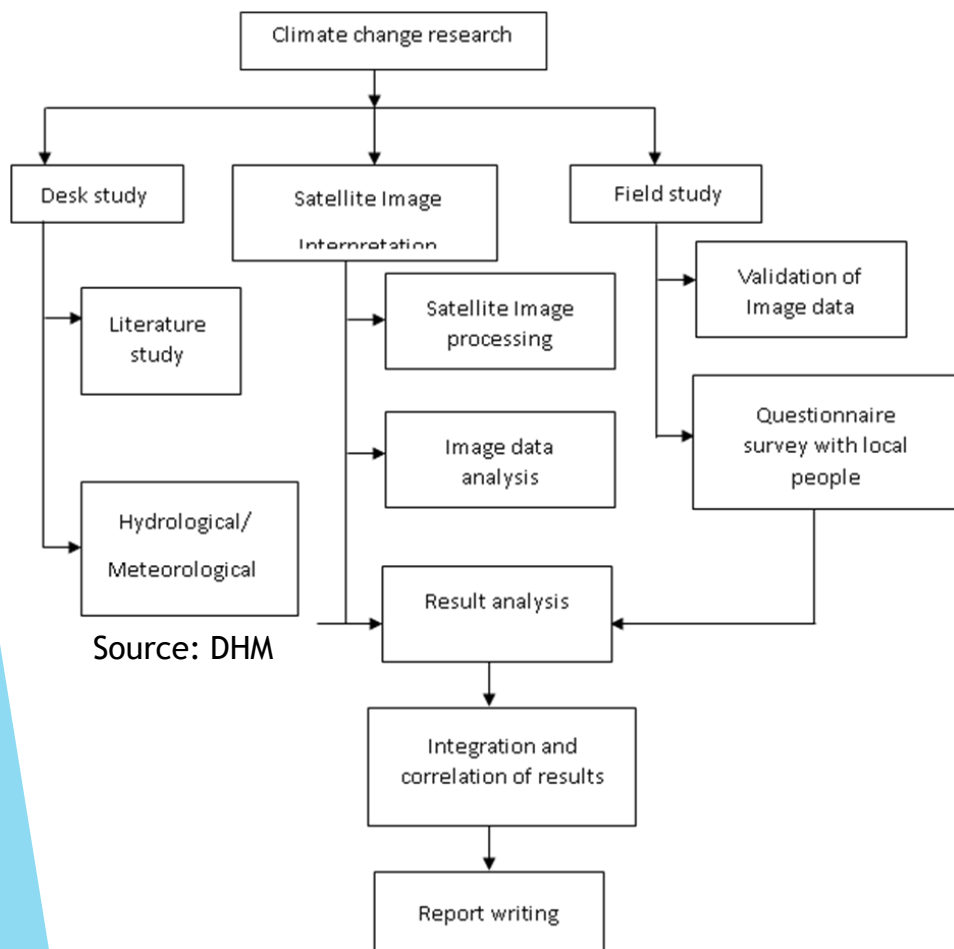 Climate change research
Desk study
Satellite Image
Interpretation
Field study
Literature
study
Hydrological/
Meteorological
Source: DHM
Satellite Image
processing
Image data
analysis
Validation of
Image data
Questionnaire
survey with local
people
Result analysis
Integration and
correlation of results
Report writing